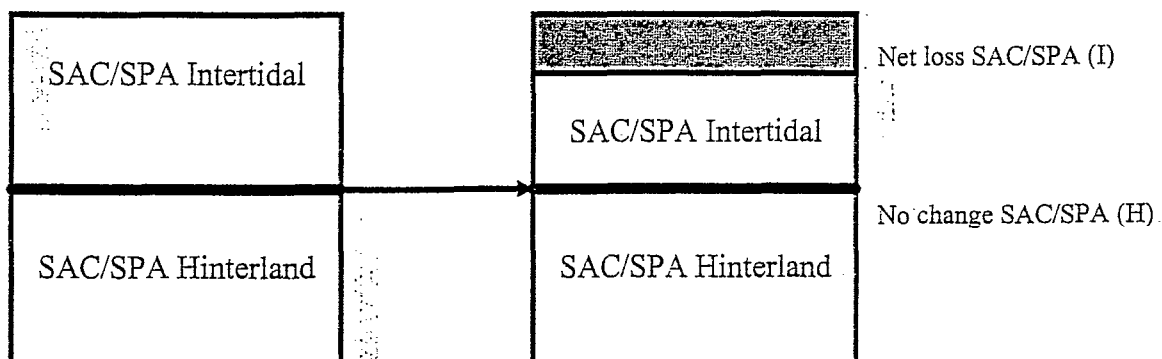 SAC/SPA Intertidal
Net loss SAC/SPA (I)
SAC/SPA Intertidal
No change SAC/SPA (H)
SAC/SPA Hinterland
SAC/SPA Hinterland